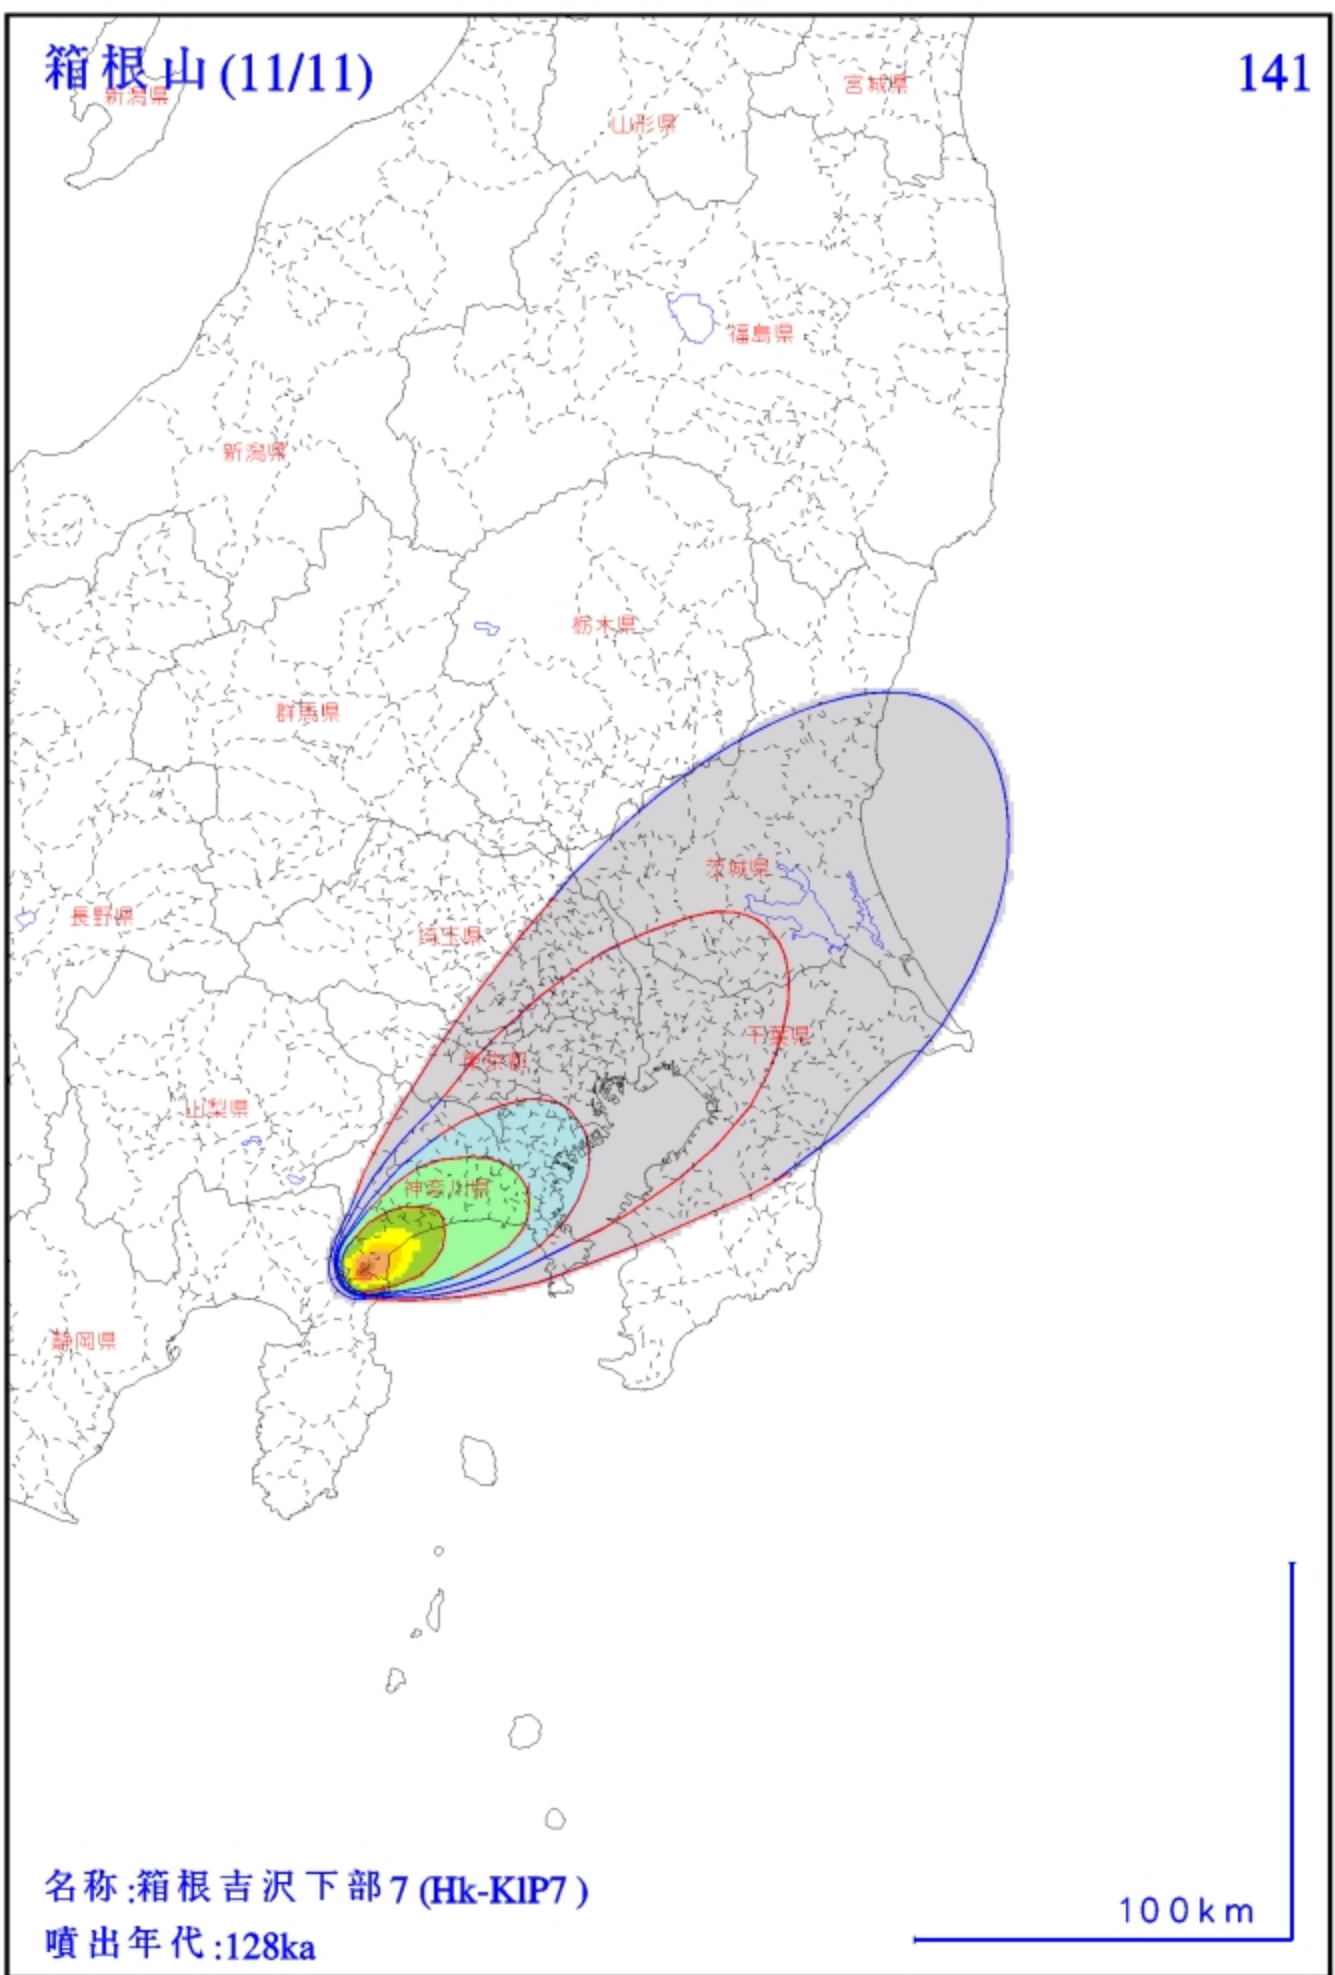 箱根山(11/11)
141
新潟県
宮城県
山形県
福島県
新潟県
栃木県
群馬県
茨城県
長野県
埼玉県
千葉県
東京都
山梨県
神奈川県
静岡県
名称:箱根吉沢下部7(Hk-KlP7)
100km
噴出年代:128ka